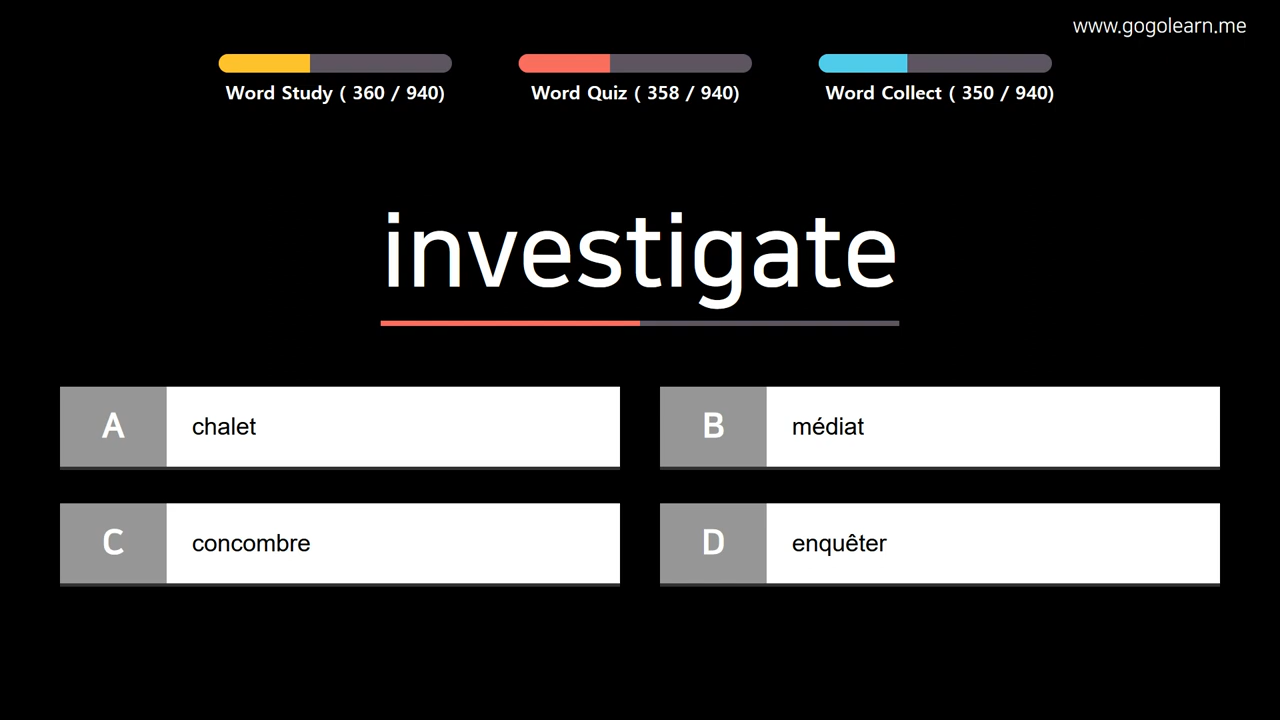 www.gogolearn.me
Word Study ( 360 / 940)
Word Quiz ( 358 / 940)
Word Collect ( 350 / 940)
investigate
A chalet
B médiat
C concombre
D enquêter